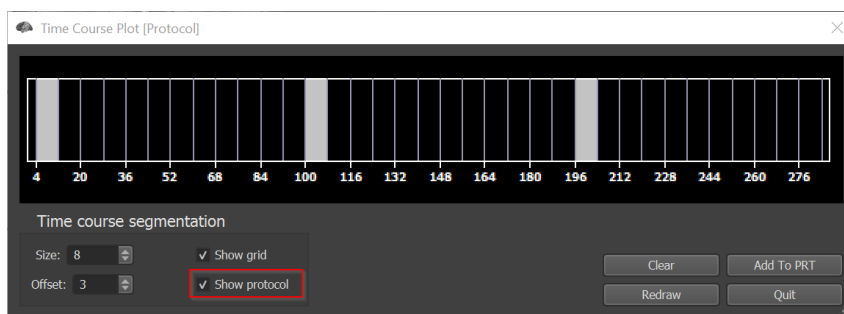 Time Course Plot [Protocol]
4 20 36 52 68 84 100 116 132 148 164 180 196 212 228 244 260 276
Time course segmentation
Size: 8 Show grid Clear Add To PRT
Offset: 3 Show protocol Redraw Quit